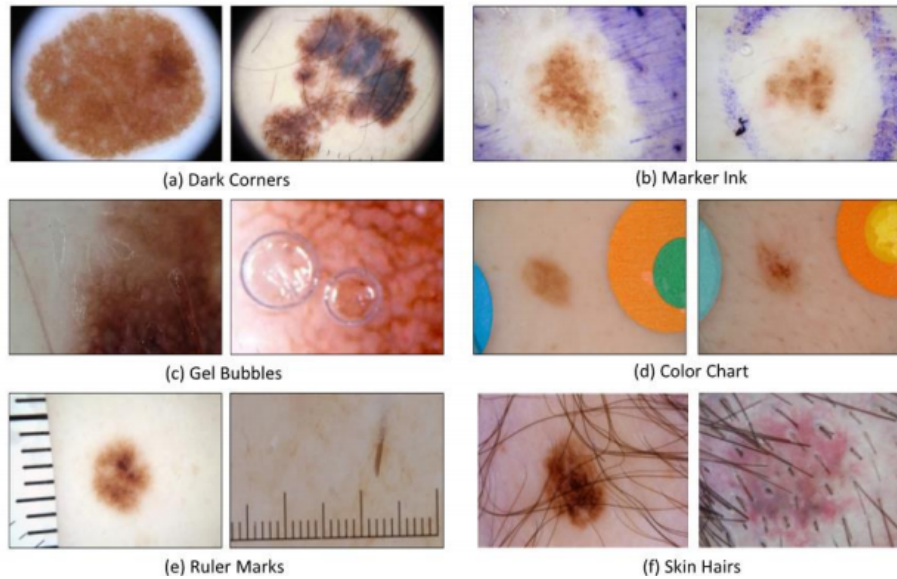 (a) Dark Corners
(b) Marker Ink
(c) Gel Bubbles
(d) Color Chart
(e) Ruler Marks
(f) Skin Hairs